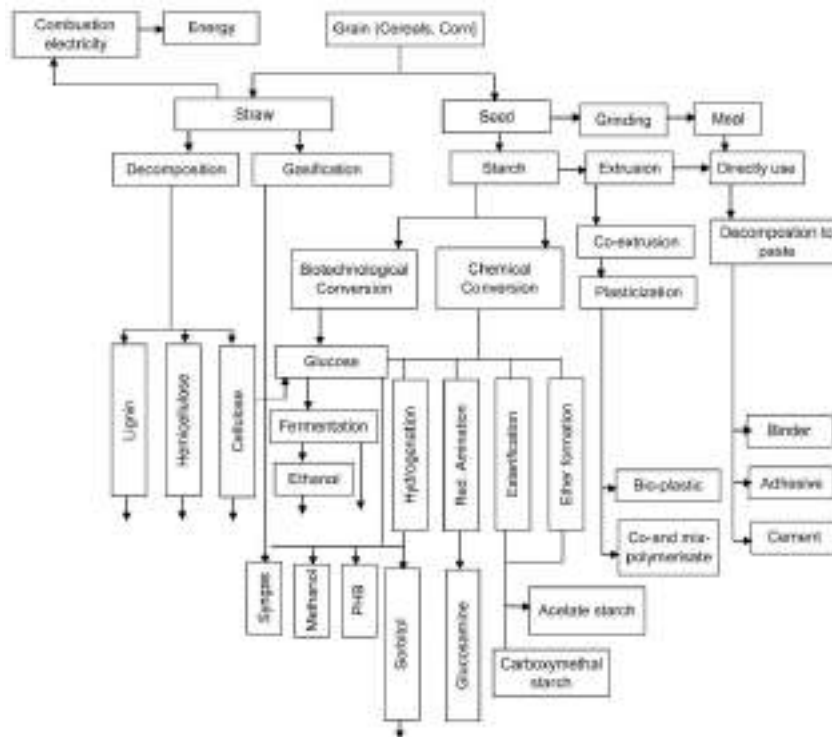 Combustion
electricity
Energy
Grain (Cereals, Corn)
Straw
Seed
Grinding
Meal
Decomposition
Gasification
Starch
Extrusion
Directly use
Biotechnological
Conversion
Chemical
Conversion
Co-extrusion
Decomposition to
paste
Plasticization
Lignin
Hemicellulose
Cellulose
Glucose
Fermentation
Ethanol
Hydrogenation
Red. Amination
Esterification
Ether formation
Binder
Bio-plastic
Adhesive
Co-and mix-
polymerisate
Cement
Syngas
Methanol
PHB
Sorbitol
Glucosamine
Acelate starch
Carboxymethal
starch